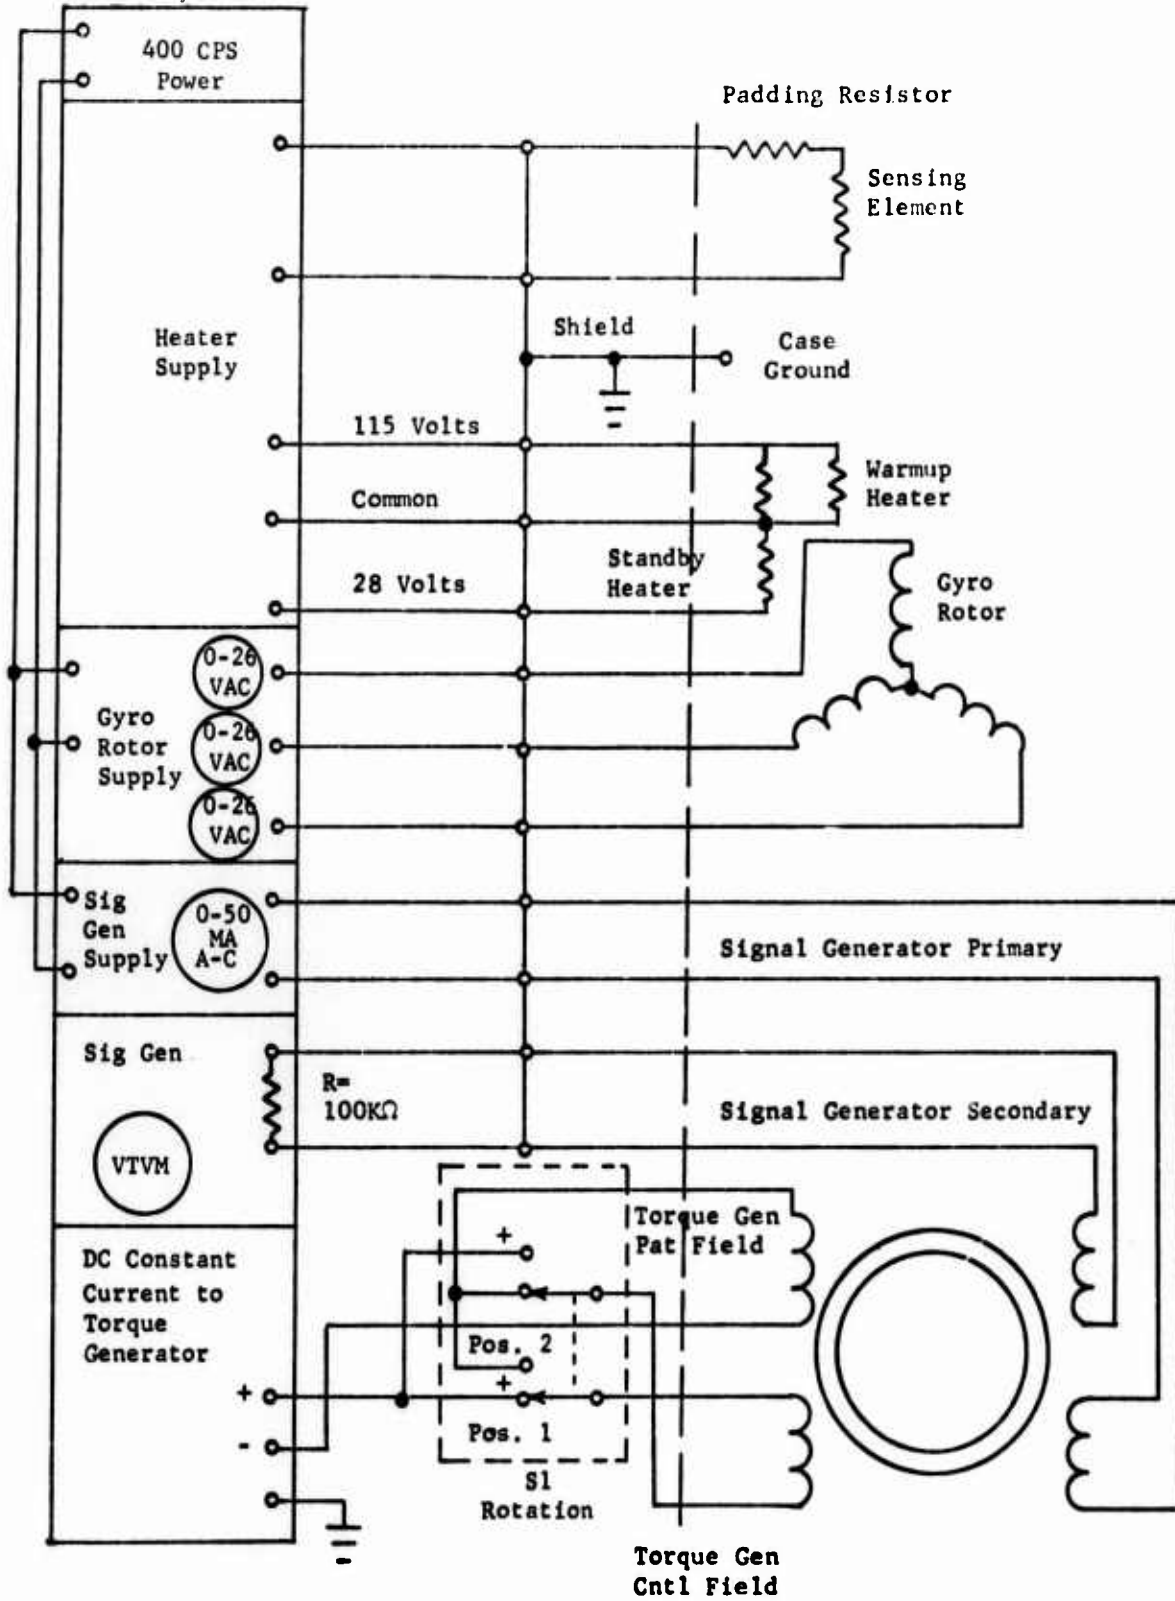 400 CPS
Power
Padding Resistor
Sensing
Element
Heater
Supply
Shield
Case
Ground
115 Volts
Warmup
Heater
Common
Standby
Heater
28 Volts
Gyro
Rotor
0-26
VAC
Gyro
Rotor
Supply
0-26
VAC
0-26
VAC
Sig
Gen
Supply
0-50
MA
A-C
Signal Generator Primary
Sig Gen
R=
100KΩ
Signal Generator Secondary
VTVM
Torque Gen
Pat Field
+
DC Constant
Current to
Torque
Generator
Pos. 2
+
+
-
Pos. 1
S1
Rotation
Torque Gen
Cntl Field